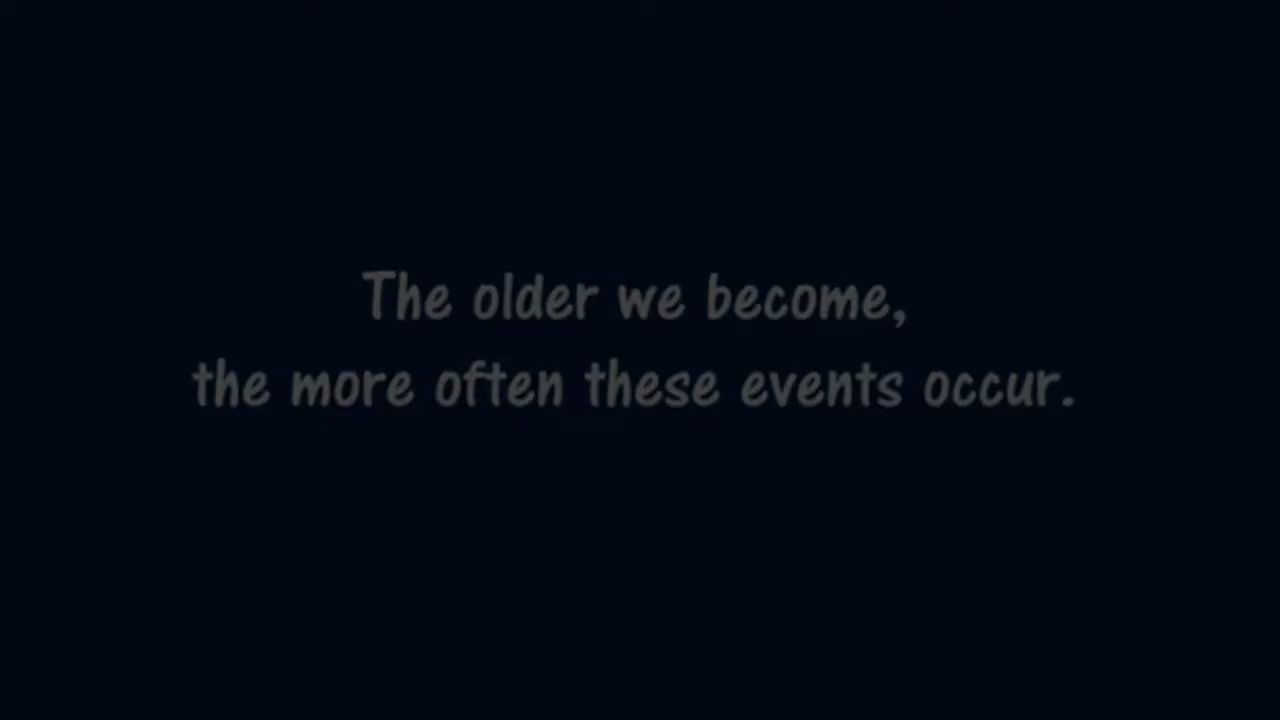 The older we become,
the more often these events occur.